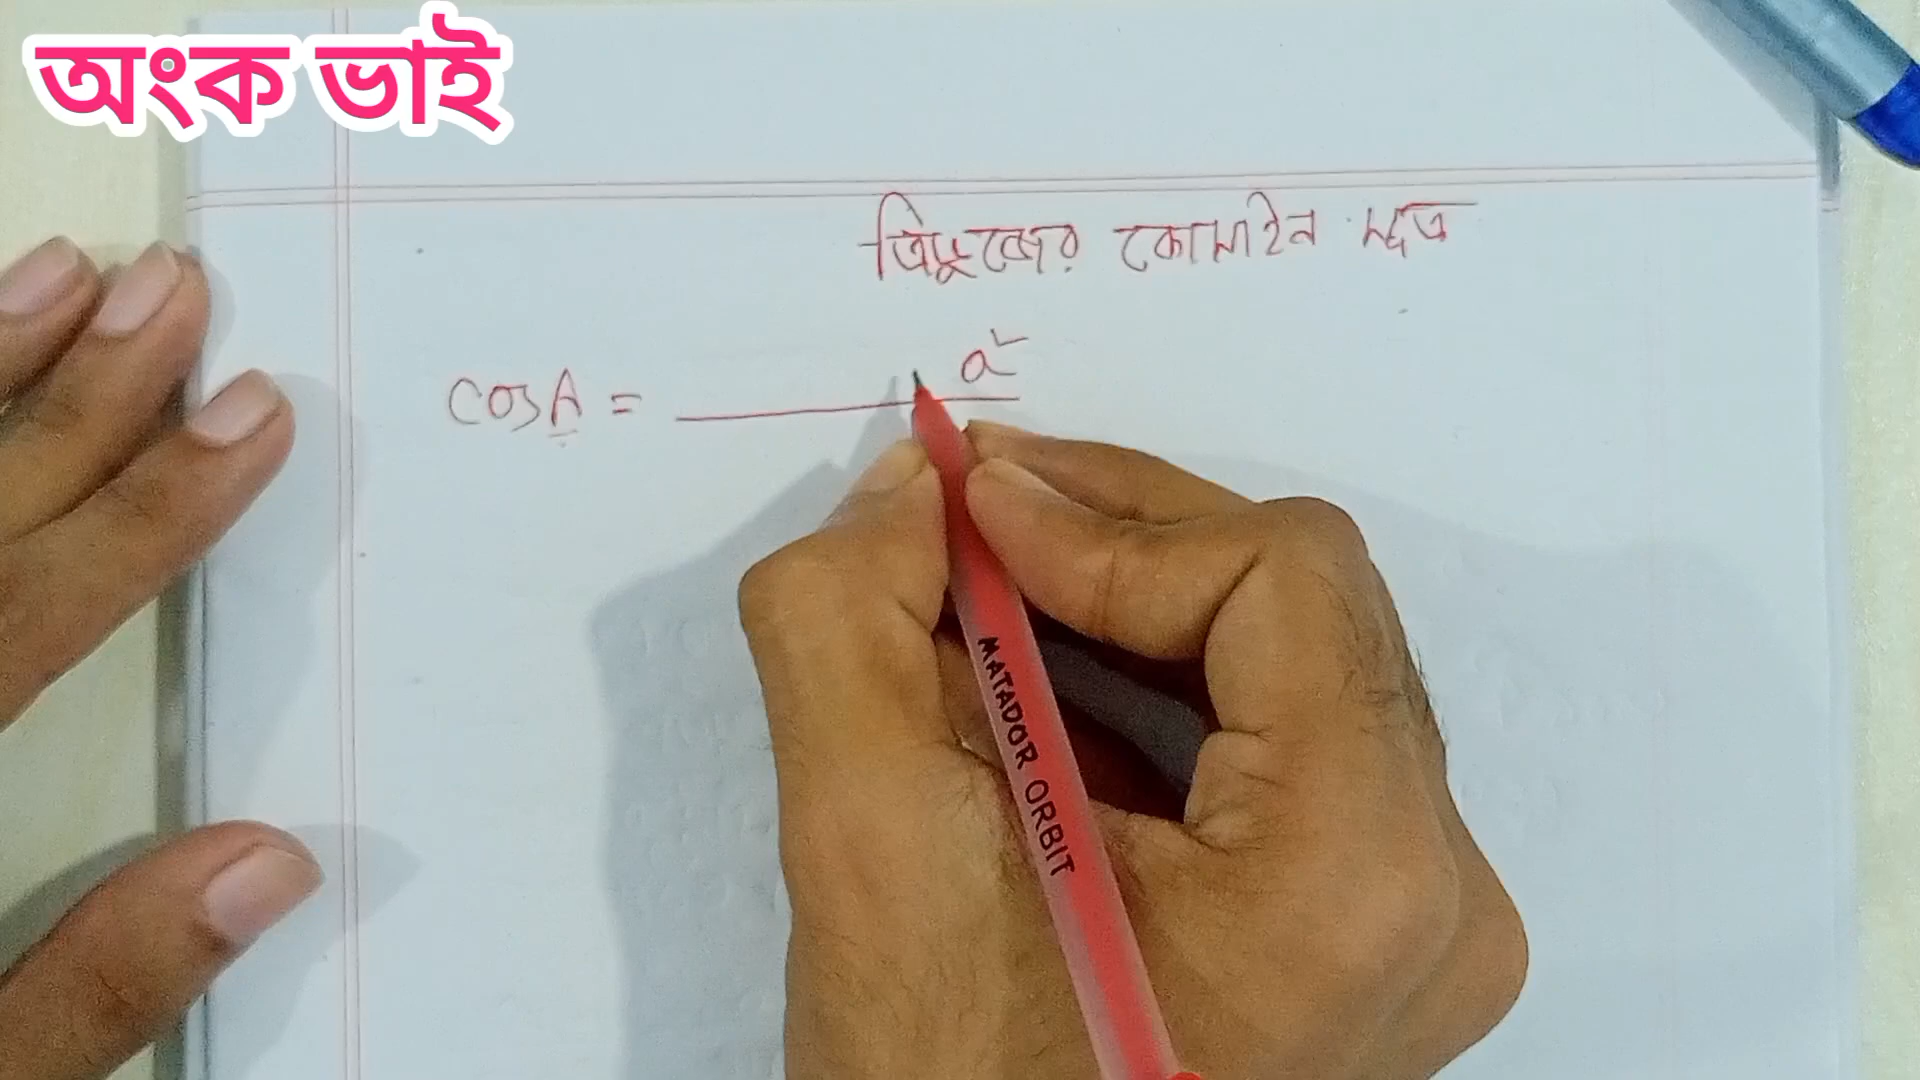 অংক ভাই
ত্রিভুজের কোসাইন সূত্র
a²
cosA =
MATADOR ORBIT